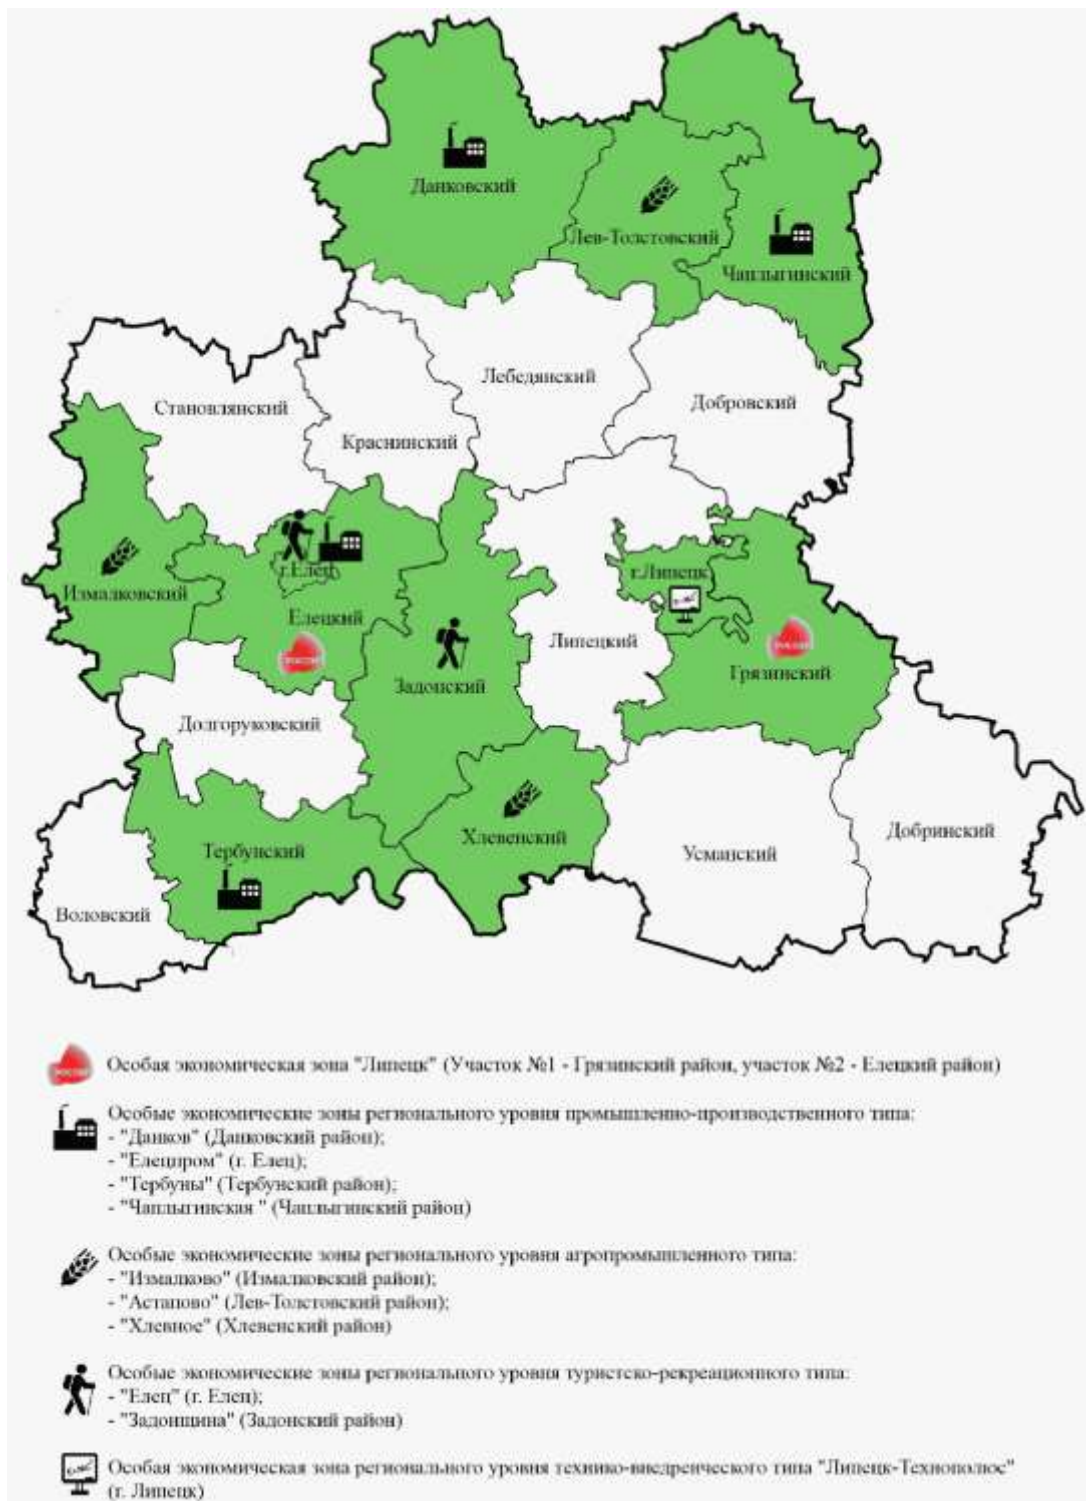 Данковский
Лев-Толстовский
Чаплыгинский
Лебедянский
Становлянский
Добровский
Краснинский
г.Елец
г.Липецк
Измалковский
Елецкий
Липецкий
Грязинский
Задонский
Долгоруковский
Хлевенский
Добринский
Тербунский
Усманский
Воловский
Особая экономическая зона "Липецк" (Участок №1 - Грязинский район, участок №2 - Елецкий район)
Особые экономические зоны регионального уровня промышленно-производственного типа:
- "Данков" (Данковский район);
- "Елецпром" (г. Елец);
- "Тербуны" (Тербунский район);
- "Чаплыгинская " (Чаплыгинский район)
Особые экономические зоны регионального уровня агропромышленного типа:
- "Измалково" (Измалковский район);
- "Астапово" (Лев-Толстовский район);
- "Хлевное" (Хлевенский район)
Особые экономические зоны регионального уровня туристско-рекреационного типа:
- "Елец" (г. Елец);
- "Задонщина" (Задонский район)
Особая экономическая зона регионального уровня технико-внедренческого типа "Липецк-Технополюс"
(г. Липецк)